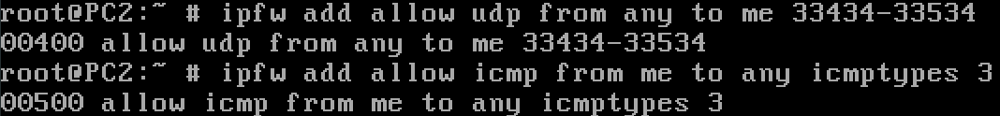 root@PC2:~ # ipfw add allow udp from any to me 33434-33534
00400 allow udp from any to me 33434-33534
root@PC2:~ # ipfw add allow icmp from me to any icmptypes 3
00500 allow icmp from me to any icmptypes 3